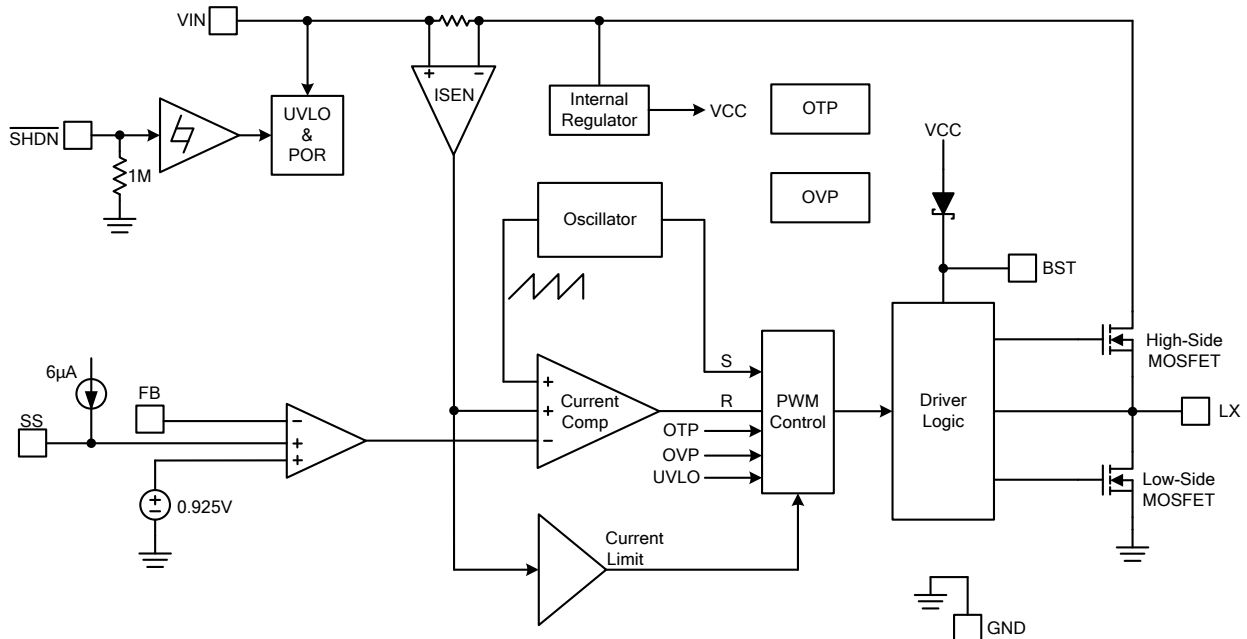 VIN
+ −
ISEN
Internal
Regulator
VCC
OTP
SHDN
UVLO
&
POR
1M
VCC
OVP
Oscillator
BST
High-Side
MOSFET
6µA
FB
SS
−
+
+
0.925V
+
+
−
Current
Comp
S
R
OTP
OVP
UVLO
PWM
Control
Driver
Logic
LX
Low-Side
MOSFET
+
−
Current
Limit
GND